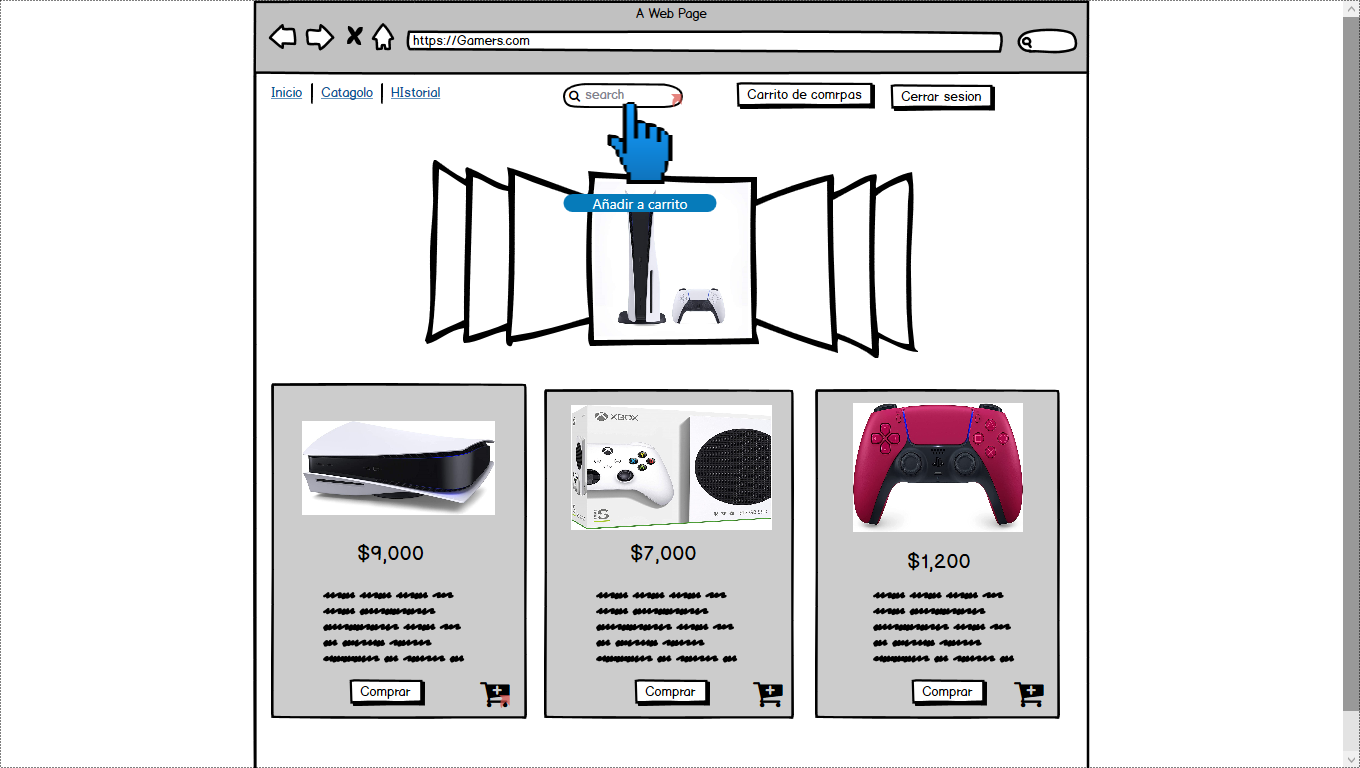 A Web Page
https://Gamers.com
Inicio Catagolo HIstorial search Carrito de comrpas Cerrar sesion
Añadir a carrito
XBOX
S
$9,000 $7,000 $1,200
Comprar Comprar Comprar